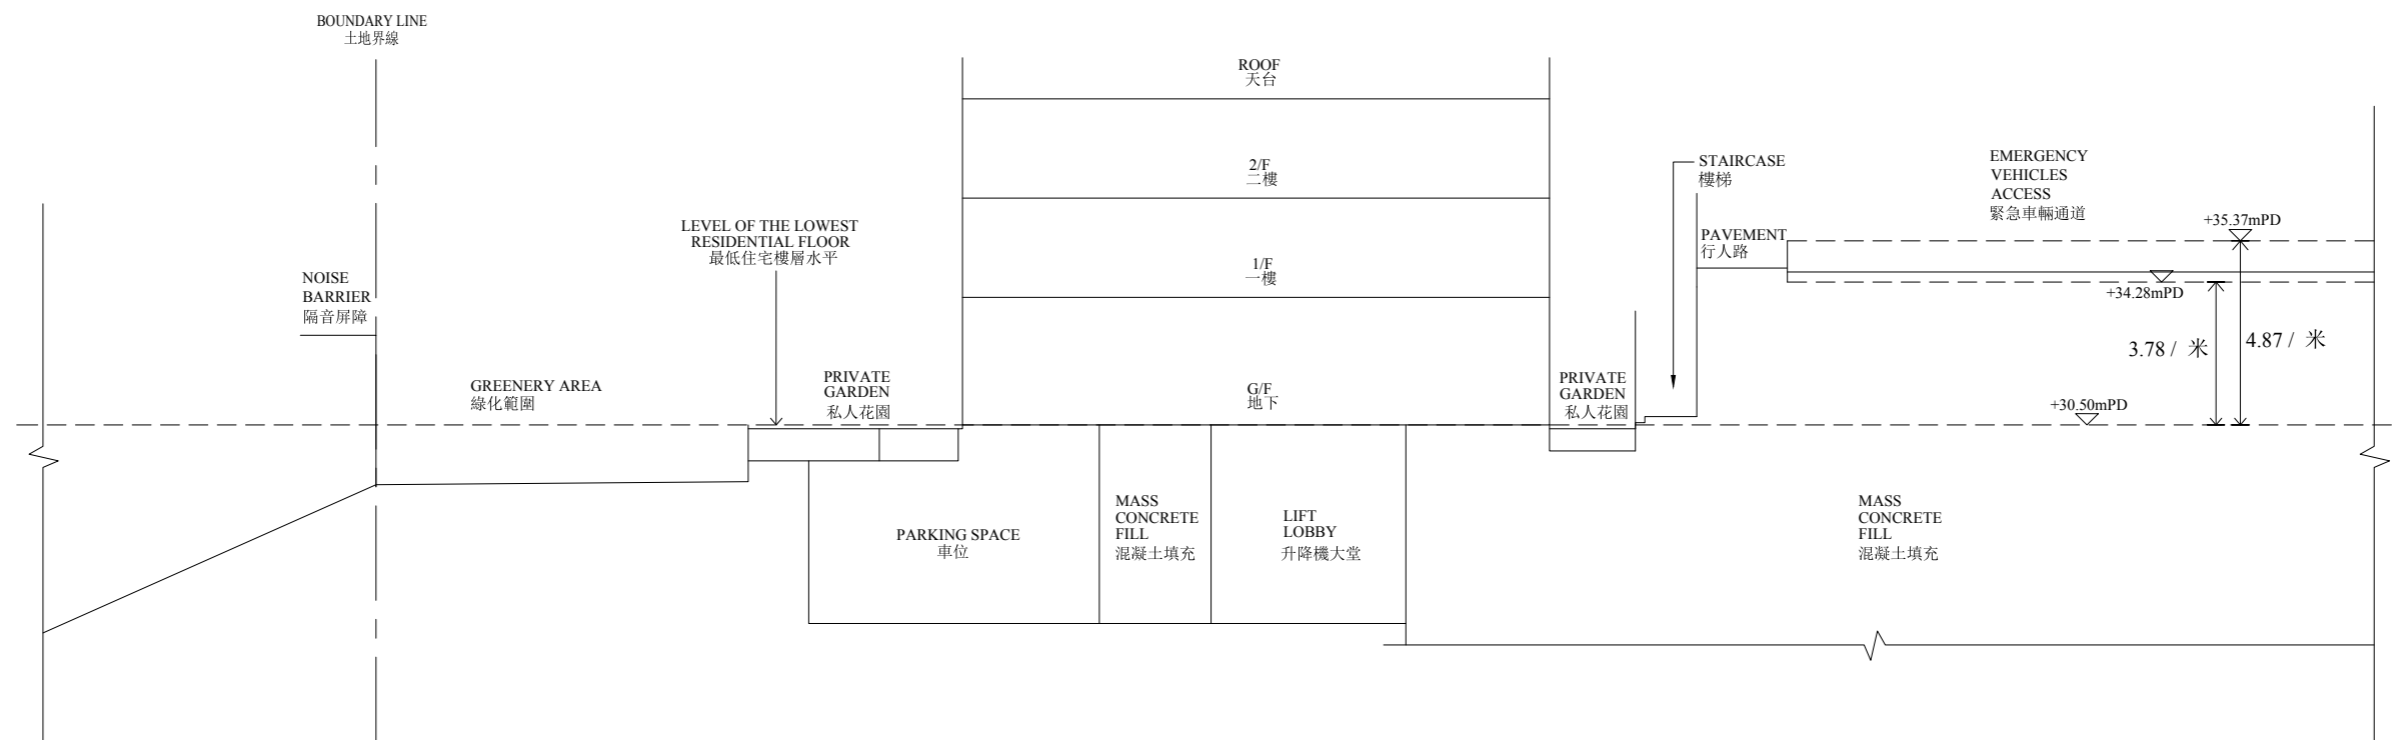 BOUNDARY LINE
土地界線
ROOF
天台
2/F
二樓
1/F
一樓
G/F
地下
STAIRCASE
樓梯
EMERGENCY
VEHICLES
ACCESS
緊急車輛通道
PAVEMENT
行人路
+35.37mPD
+34.28mPD
3.78 / 米
4.87 / 米
+30.50mPD
LEVEL OF THE LOWEST
RESIDENTIAL FLOOR
最低住宅樓層水平
NOISE
BARRIER
隔音屏障
GREENERY AREA
綠化範圍
PRIVATE
GARDEN
私人花園
PRIVATE
GARDEN
私人花園
PARKING SPACE
車位
MASS
CONCRETE
FILL
混凝土填充
LIFT
LOBBY
升降機大堂
MASS
CONCRETE
FILL
混凝土填充